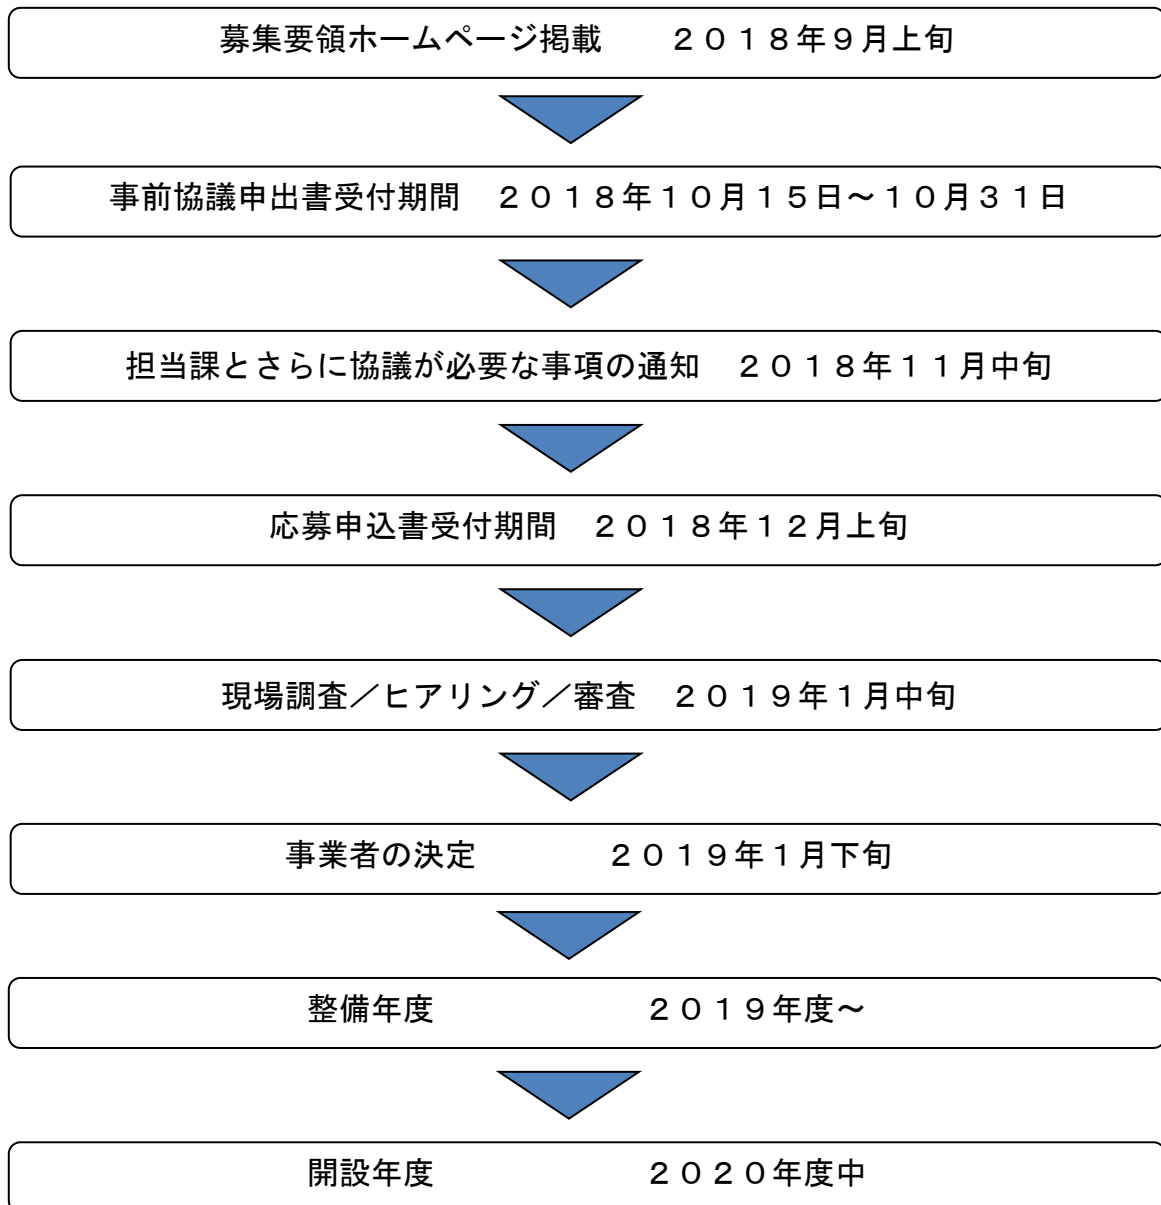 募集要領ホームページ掲載　　２０１８年９月上旬
事前協議申出書受付期間　２０１８年１０月１５日～１０月３１日
担当課とさらに協議が必要な事項の通知　２０１８年１１月中旬
応募申込書受付期間　２０１８年１２月上旬
現場調査／ヒアリング／審査　２０１９年１月中旬
事業者の決定　　　　２０１９年１月下旬
整備年度　　　　　　２０１９年度～
開設年度　　　　　　２０２０年度中